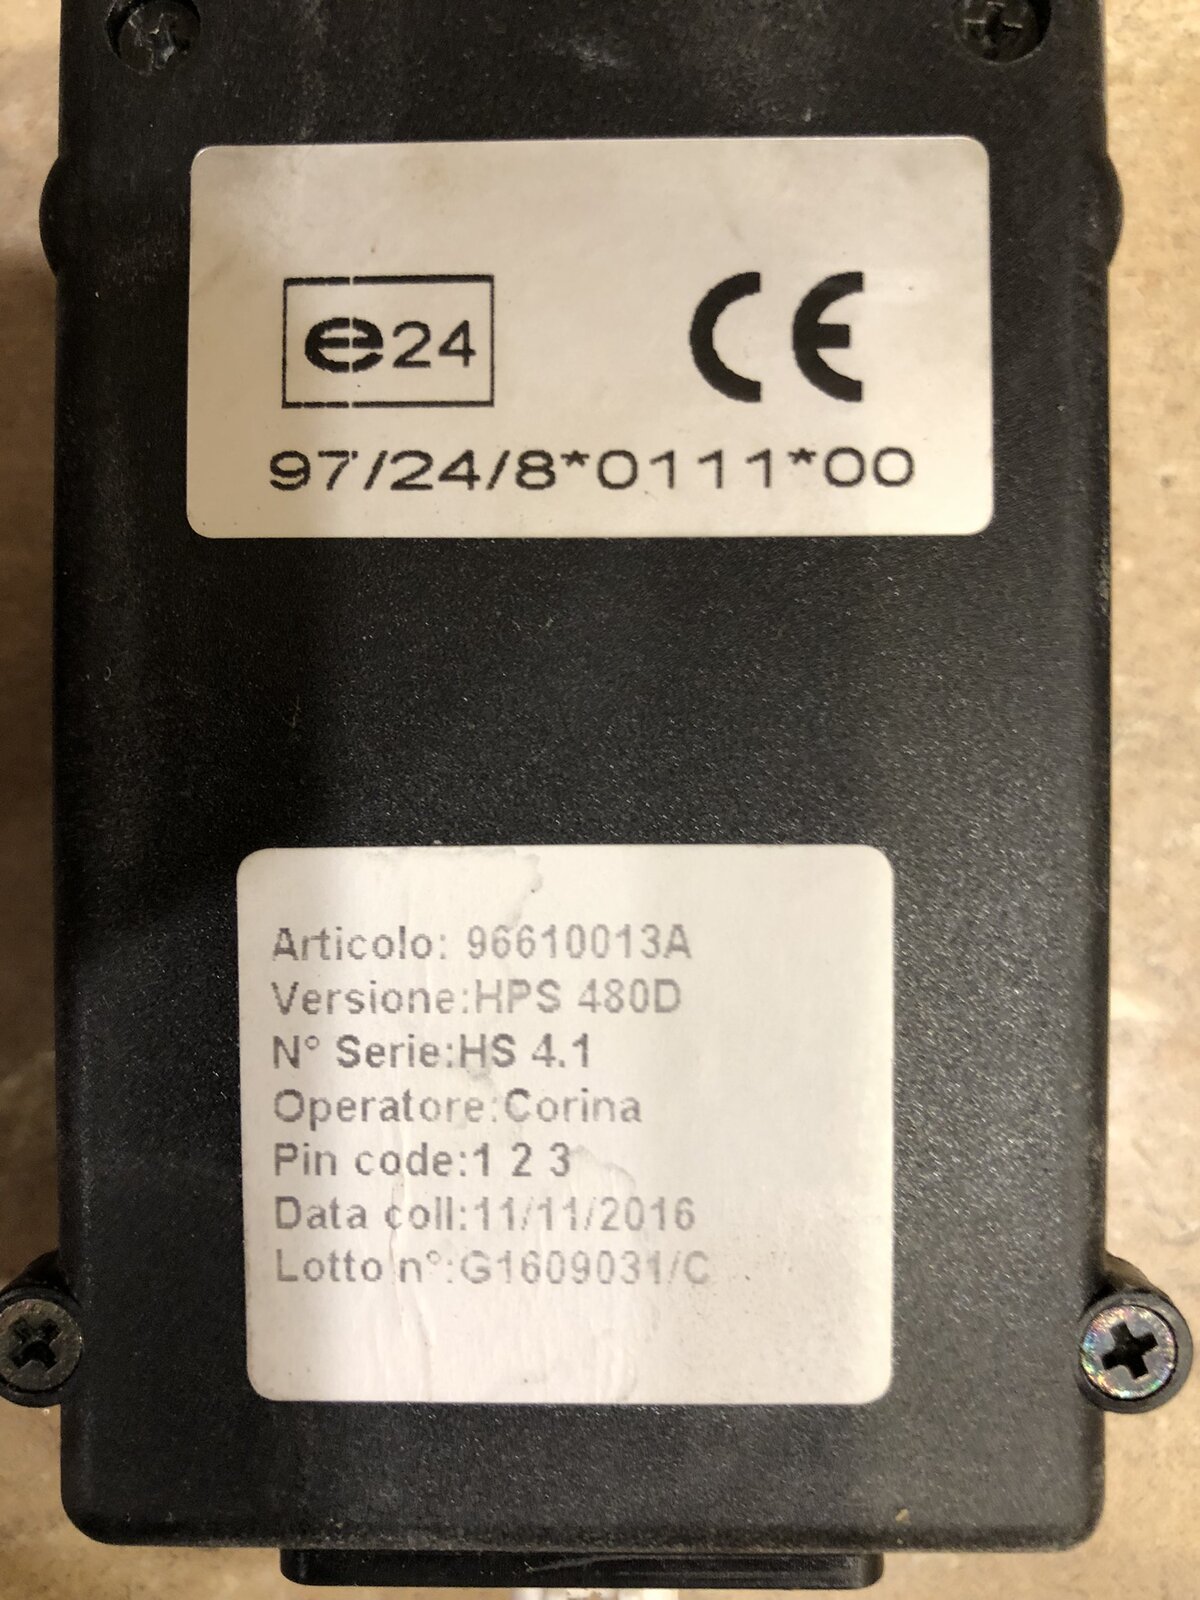 e24 CE
97/24/8*0111*00
Articolo: 96610013A
Versione:HPS 480D
N° Serie:HS 4.1
Operatore:Corina
Pin code:1 2 3
Data coll:11/11/2016
Lotto n°:G1609031/C